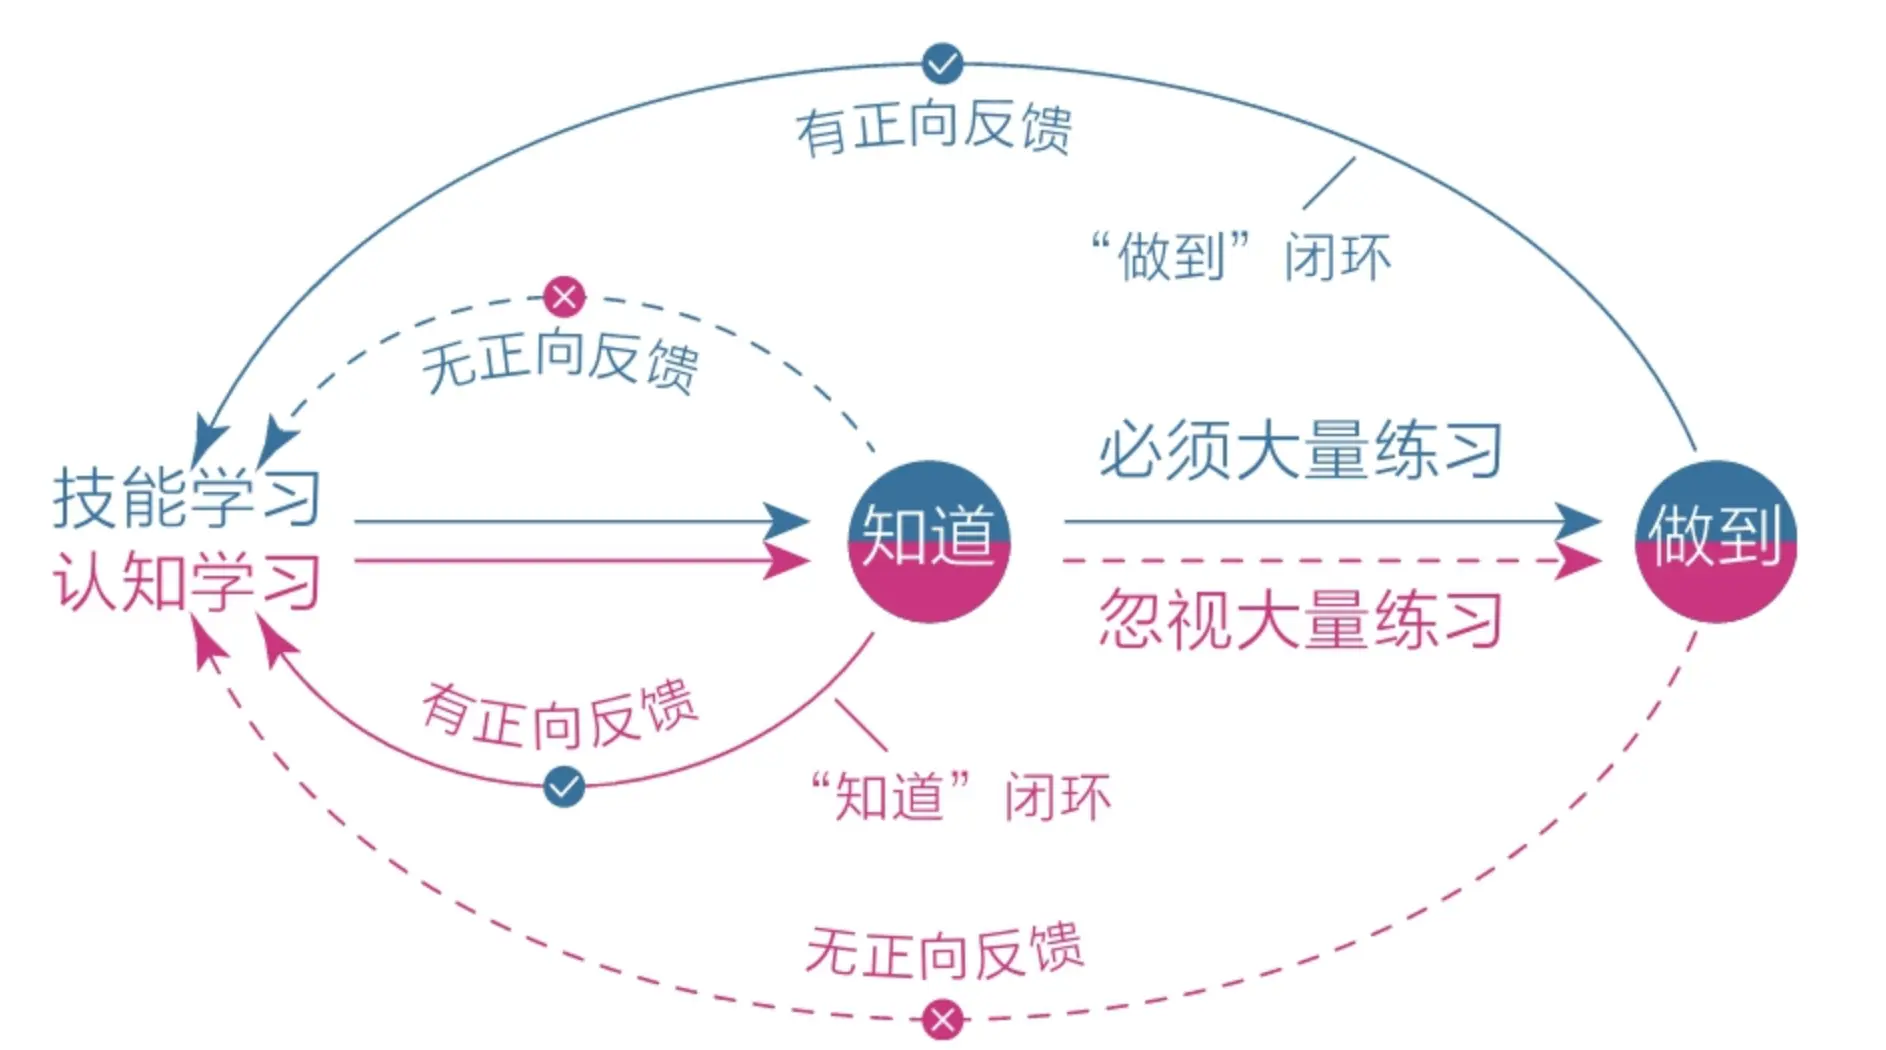 有正向反馈
“做到”闭环
无正向反馈
必须大量练习
技能学习
认知学习
知道
做到
忽视大量练习
有正向反馈
“知道”闭环
无正向反馈